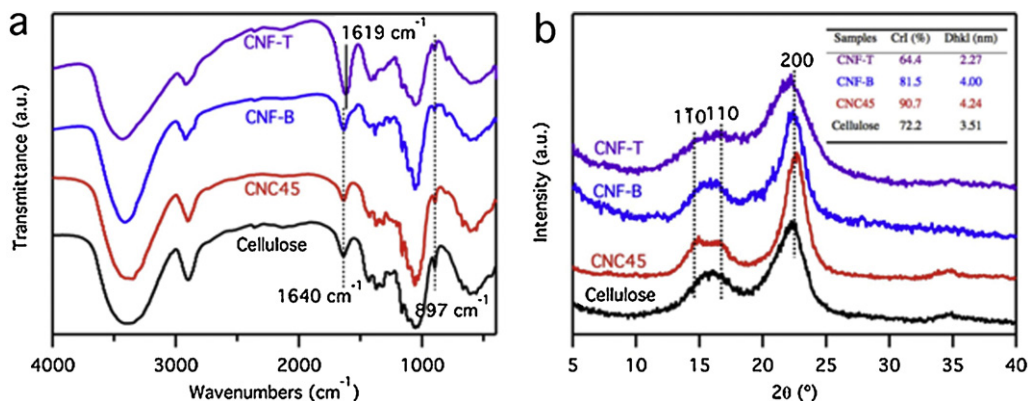 a
1619 cm⁻¹
CNF-T
CNF-B
CNC45
Cellulose
1640 cm⁻¹
897 cm⁻¹
Transmittance (a.u.)
4000 3000 2000 1000
Wavenumbers (cm⁻¹)
b
Samples CrI (%) Dhkl (nm)
CNF-T 64.4 2.27
CNF-B 81.5 4.00
CNC45 90.7 4.24
Cellulose 72.2 3.51
200
11̄0 110
CNF-T
CNF-B
CNC45
Cellulose
Intensity (a.u.)
5 10 15 20 25 30 35 40
2θ (°)